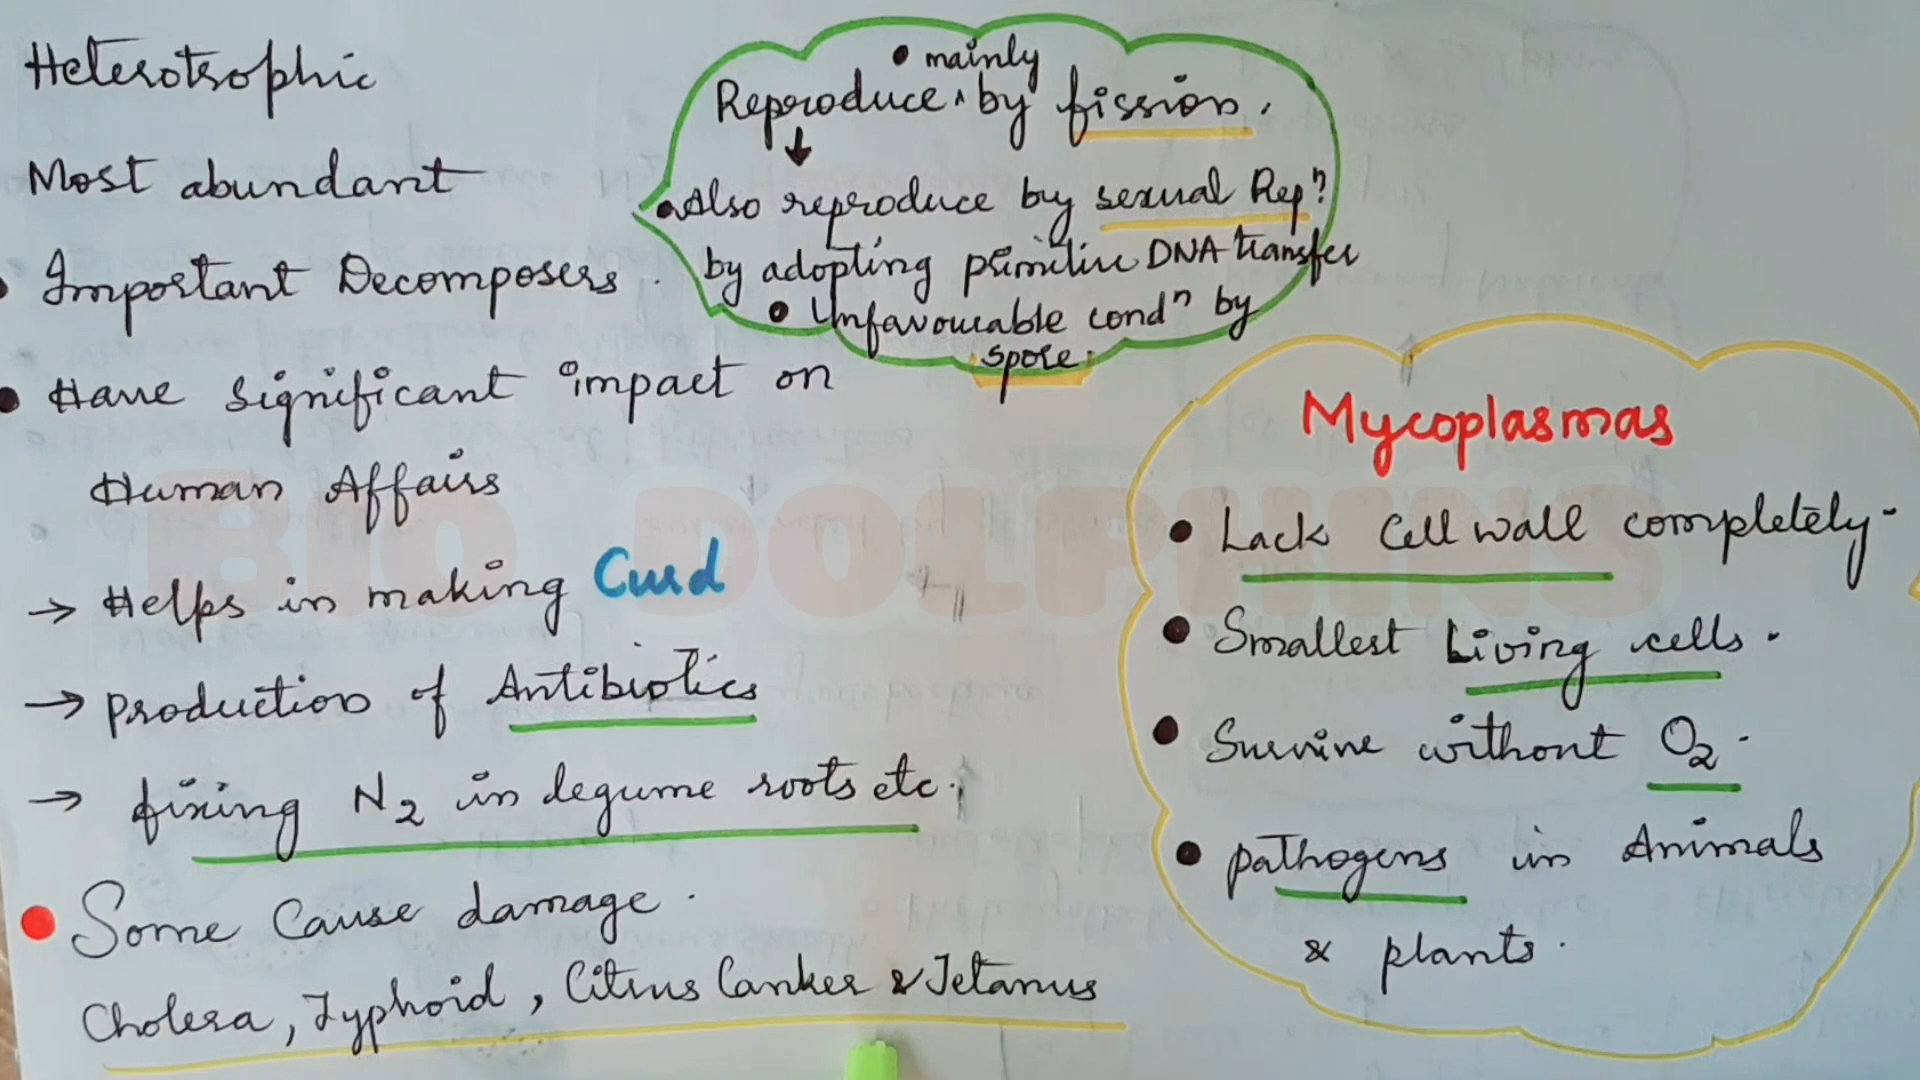 Heterotrophic
Most abundant
• Important Decomposers.
• Have significant impact on
Human Affairs
→ Helps in making Curd
→ production of Antibiotics
→ fixing N2 in legume roots etc.
• Some Cause damage.
Cholera, Typhoid, Citrus Canker & Tetanus
• mainly
Reproduce ^ by fission.
↓
• Also reproduce by sexual Repⁿ
by adopting primitive DNA transfer
• Unfavourable condⁿ by
spore.
Mycoplasmas
• Lack Cell wall completely.
• Smallest Living cells.
• Survive without O2.
• pathogens in Animals
& plants.
BIO DOLPHINS